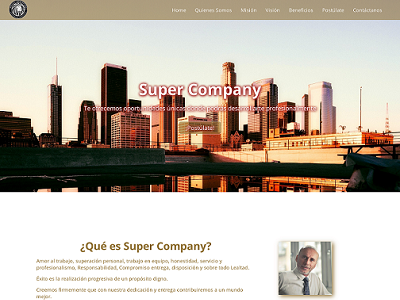 Home Quienes Somos Misión Visión Beneficios Postúlate Contáctanos
Super Company
Te ofrecemos oportunidades únicas donde podrás desarrollarte profesionalmente
Postúlate
¿Qué es Super Company?
Amor al trabajo, superación personal, trabajo en equipo, honestidad, servicio y
profesionalismo, Responsabilidad, Compromiso entrega, disposición y sobre todo Lealtad.
Éxito es la realización progresiva de un propósito digno.
Creemos firmemente que con nuestra dedicación y entrega contribuiremos a un mundo
mejor.